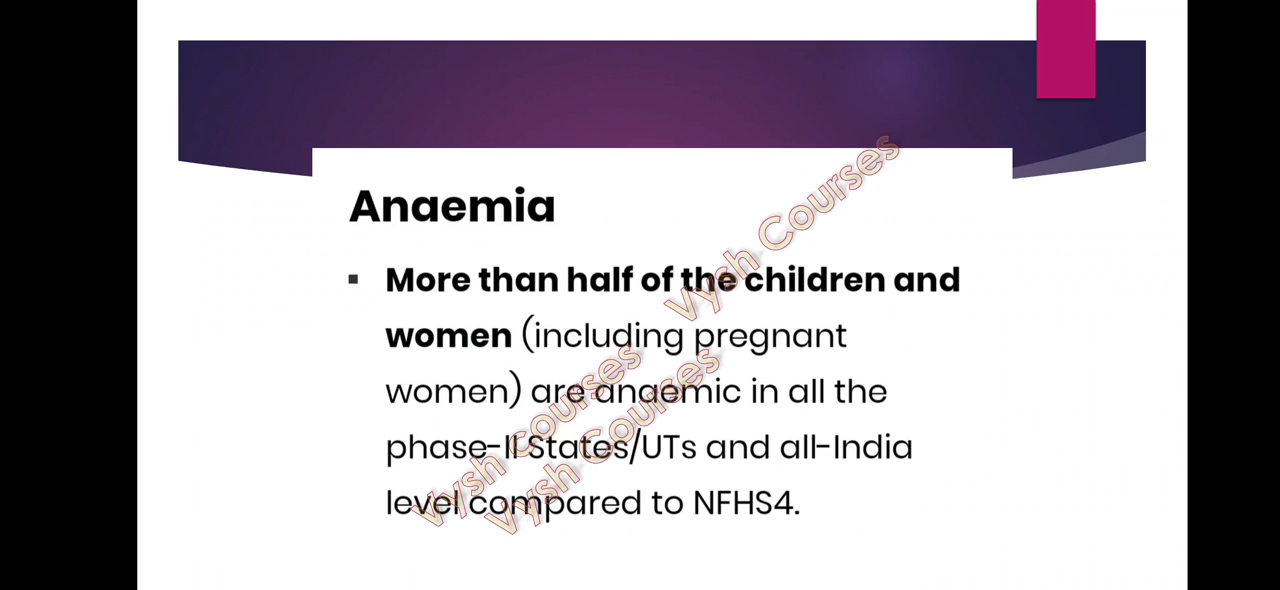 Anaemia
▪ More than half of the children and
women (including pregnant
women) are anaemic in all the
phase-II States/UTs and all-India
level compared to NFHS4.
Vysh Courses
Vysh Courses
Vysh Courses